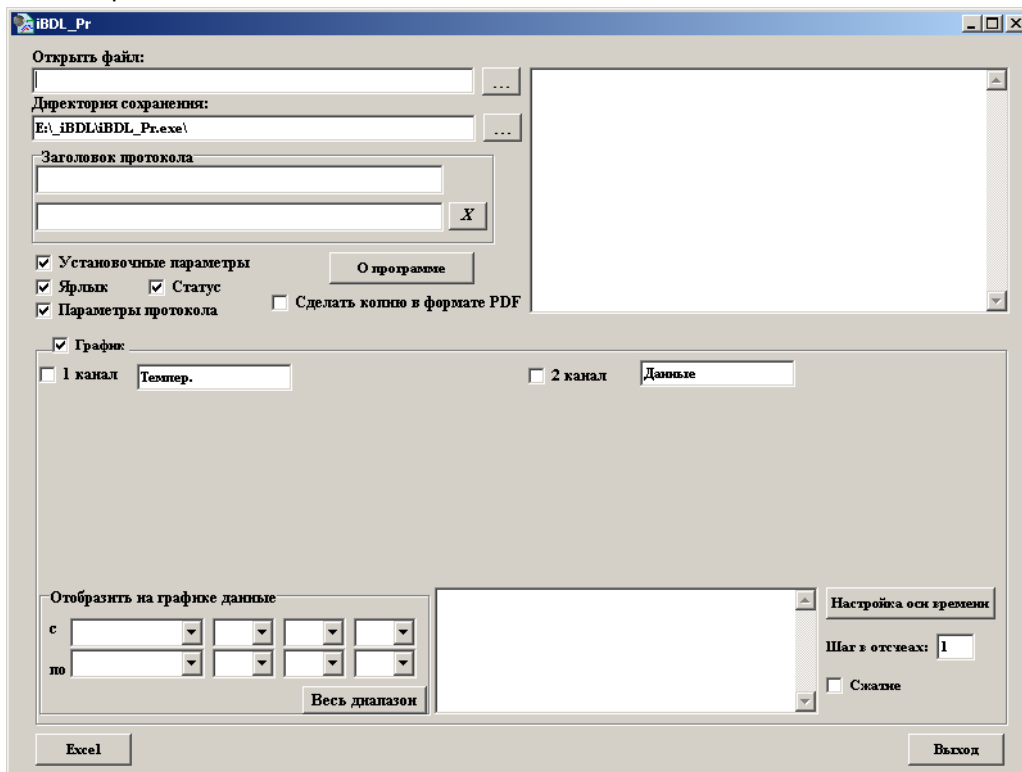 iBDL_Pr
Открыть файл:
...
Директория сохранения:
E:\_iBDL\iBDL_Pr.exe\
...
Заголовок протокола
X
Установочные параметры
О программе
Ярлык Статус
Сделать копию в формате PDF
Параметры протокола
График
1 канал Темпер. 2 канал Данные
Отобразить на графике данные
с
по
Весь диапазон
Настройка оси времени
Шаг в отсчеах: 1
Сжатие
Excel Выход